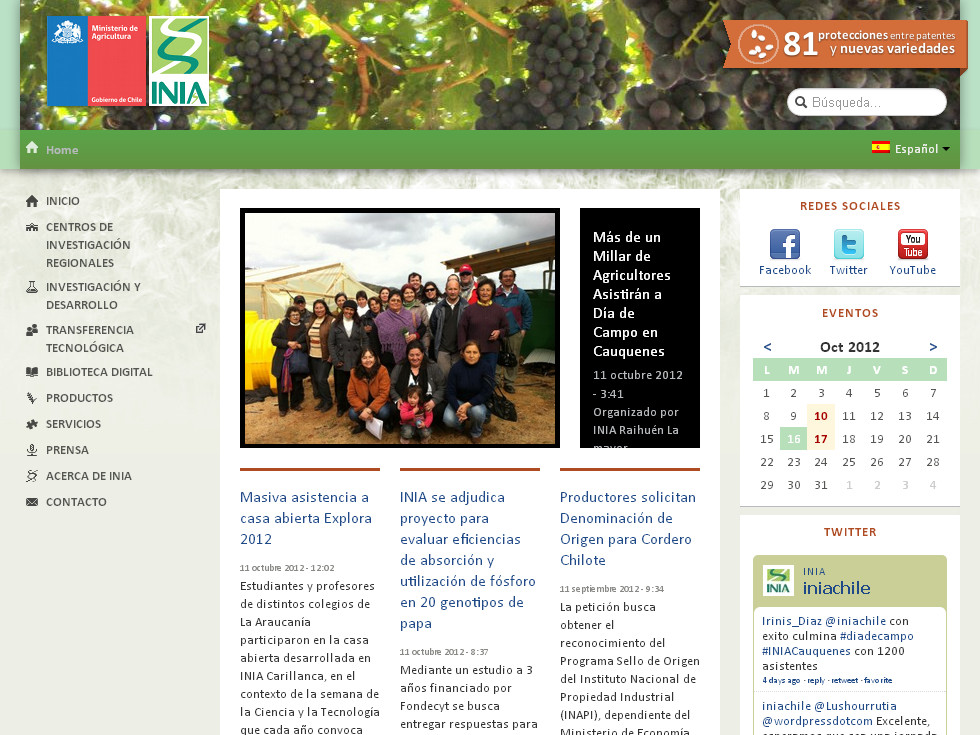 Ministerio de
Agricultura
Gobierno de Chile
INIA
81 protecciones entre patentes
y nuevas variedades
Búsqueda...
Home
Español
INICIO
CENTROS DE
INVESTIGACIÓN
REGIONALES
INVESTIGACIÓN Y
DESARROLLO
TRANSFERENCIA
TECNOLÓGICA
BIBLIOTECA DIGITAL
PRODUCTOS
SERVICIOS
PRENSA
ACERCA DE INIA
CONTACTO
Más de un
Millar de
Agricultores
Asistirán a
Día de
Campo en
Cauquenes
11 octubre 2012
- 3:41
Organizado por
INIA Raihuén La
mayor
Masiva asistencia a
casa abierta Explora
2012
11 octubre 2012 - 12:02
Estudiantes y profesores
de distintos colegios de
La Araucanía
participaron en la casa
abierta desarrollada en
INIA Carillanca, en el
contexto de la semana de
la Ciencia y la Tecnología
que cada año convoca
INIA se adjudica
proyecto para
evaluar eficiencias
de absorción y
utilización de fósforo
en 20 genotipos de
papa
11 octubre 2012 - 8:37
Mediante un estudio a 3
años financiado por
Fondecyt se busca
entregar respuestas para
Productores solicitan
Denominación de
Origen para Cordero
Chilote
11 septiembre 2012 - 9:34
La petición busca
obtener el
reconocimiento del
Programa Sello de Origen
del Instituto Nacional de
Propiedad Industrial
(INAPI), dependiente del
Ministerio de Economía
REDES SOCIALES
You
Tube
Facebook Twitter YouTube
EVENTOS
< Oct 2012 >
L M M J V S D
1 2 3 4 5 6 7
8 9 10 11 12 13 14
15 16 17 18 19 20 21
22 23 24 25 26 27 28
29 30 31 1 2 3 4
TWITTER
INIA
INIA
iniachile
Irinis_Diaz @iniachile con
exito culmina #diadecampo
#INIACauquenes con 1200
asistentes
4 days ago · reply · retweet · favorite
iniachile @Lushourrutia
@wordpressdotcom Excelente,
esperamos que sea una jornada